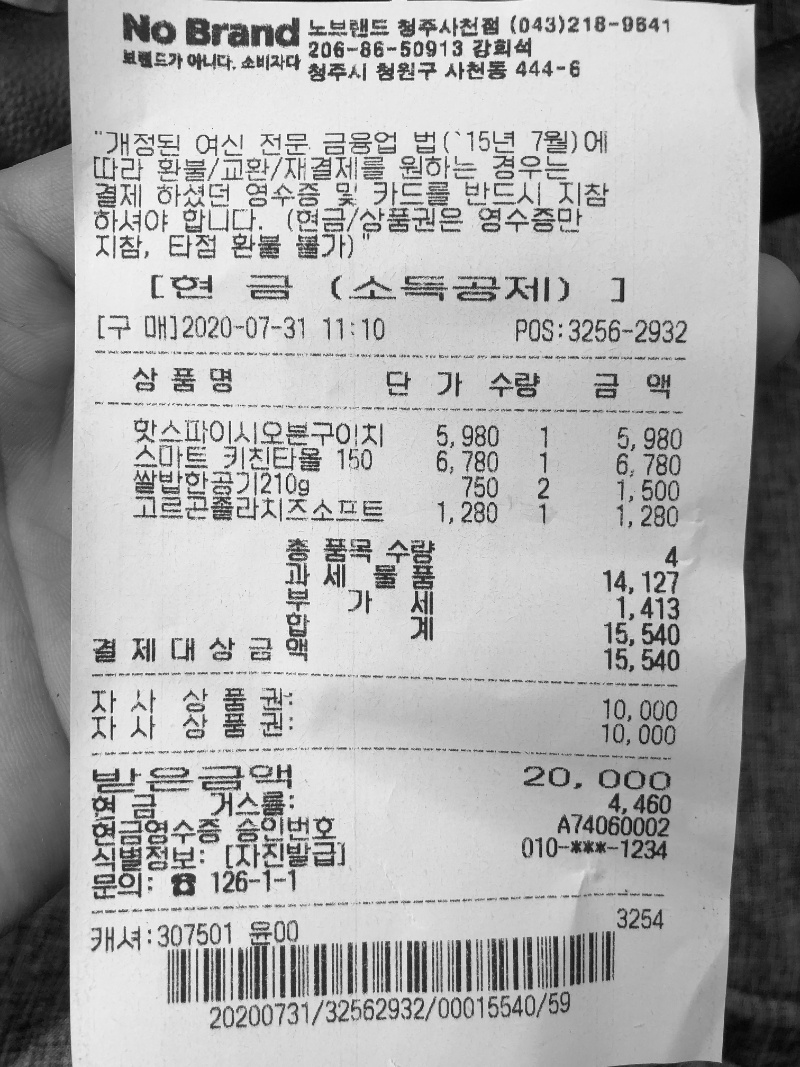 No Brand 노브랜드 청주사천점 (043)218-9641
브랜드가 아니다. 소비자다 206-86-50913 강희석
청주시 청원구 사천동 444-6
"개정된 여신 전문 금융업 법(`15년 7월)에
따라 환불/교환/재결제를 원하는 경우는
결제 하셨던 영수증 및 카드를 반드시 지참
하셔야 합니다. (현금/상품권은 영수증만
지참, 타점 환불 불가)"
[현 금 (소득공제) ]
[구 매]2020-07-31 11:10 POS:3256-2932
상 품 명 단 가 수량 금 액
핫스파이시오븐구이치 5,980 1 5,980
스마트 키친타올 150 6,780 1 6,780
쌀밥한공기210g 750 2 1,500
고르곤졸라치즈소프트 1,280 1 1,280
총 품목 수량 4
과 세 물 품 14,127
부 가 세 1,413
합 계 15,540
결 제 대 상 금 액 15,540
자 사 상 품 권: 10,000
자 사 상 품 권: 10,000
받은금액 20,000
현 금 거스름: 4,460
현금영수증 승인번호 A74060002
식별정보: [자진발급] 010-***-1234
문의: ☎ 126-1-1
캐셔:307501 윤00 3254
20200731/32562932/00015540/59